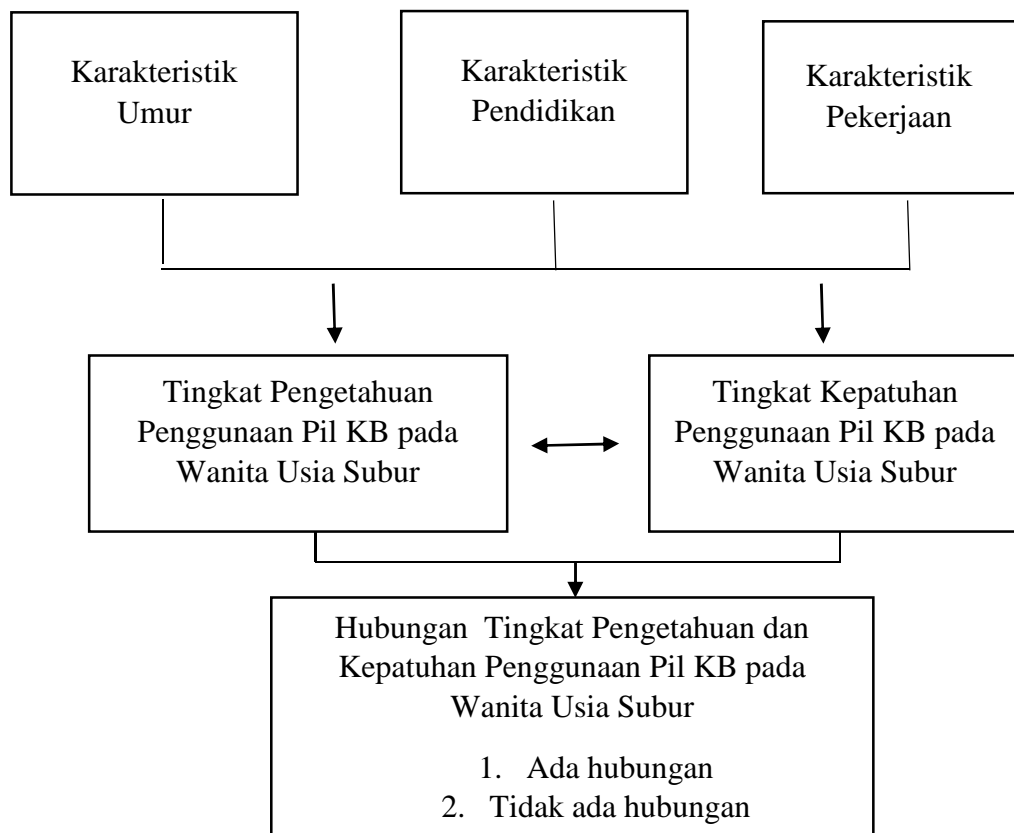 Karakteristik
Umur
Karakteristik
Pendidikan
Karakteristik
Pekerjaan
Tingkat Pengetahuan
Penggunaan Pil KB pada
Wanita Usia Subur
Tingkat Kepatuhan
Penggunaan Pil KB pada
Wanita Usia Subur
Hubungan Tingkat Pengetahuan dan
Kepatuhan Penggunaan Pil KB pada
Wanita Usia Subur
1. Ada hubungan
2. Tidak ada hubungan